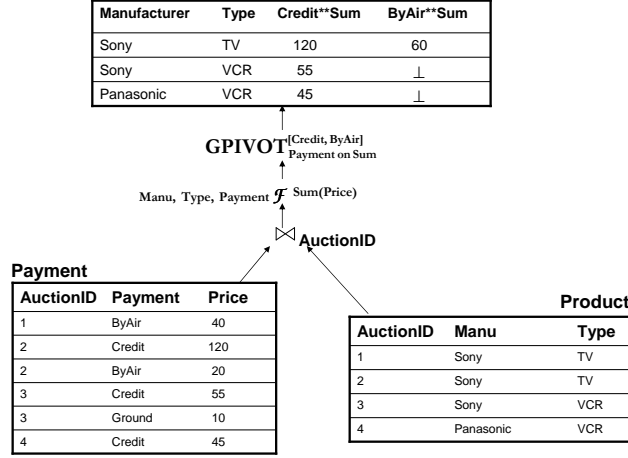 Manufacturer Type Credit**Sum ByAir**Sum
Sony TV 120 60
Sony VCR 55 ⊥
Panasonic VCR 45 ⊥
GPIVOT [Credit, ByAir] Payment on Sum
Manu, Type, Payment ℱ Sum(Price)
⋈ AuctionID
Payment
AuctionID Payment Price
1 ByAir 40
2 Credit 120
2 ByAir 20
3 Credit 55
3 Ground 10
4 Credit 45
Product
AuctionID Manu Type
1 Sony TV
2 Sony TV
3 Sony VCR
4 Panasonic VCR